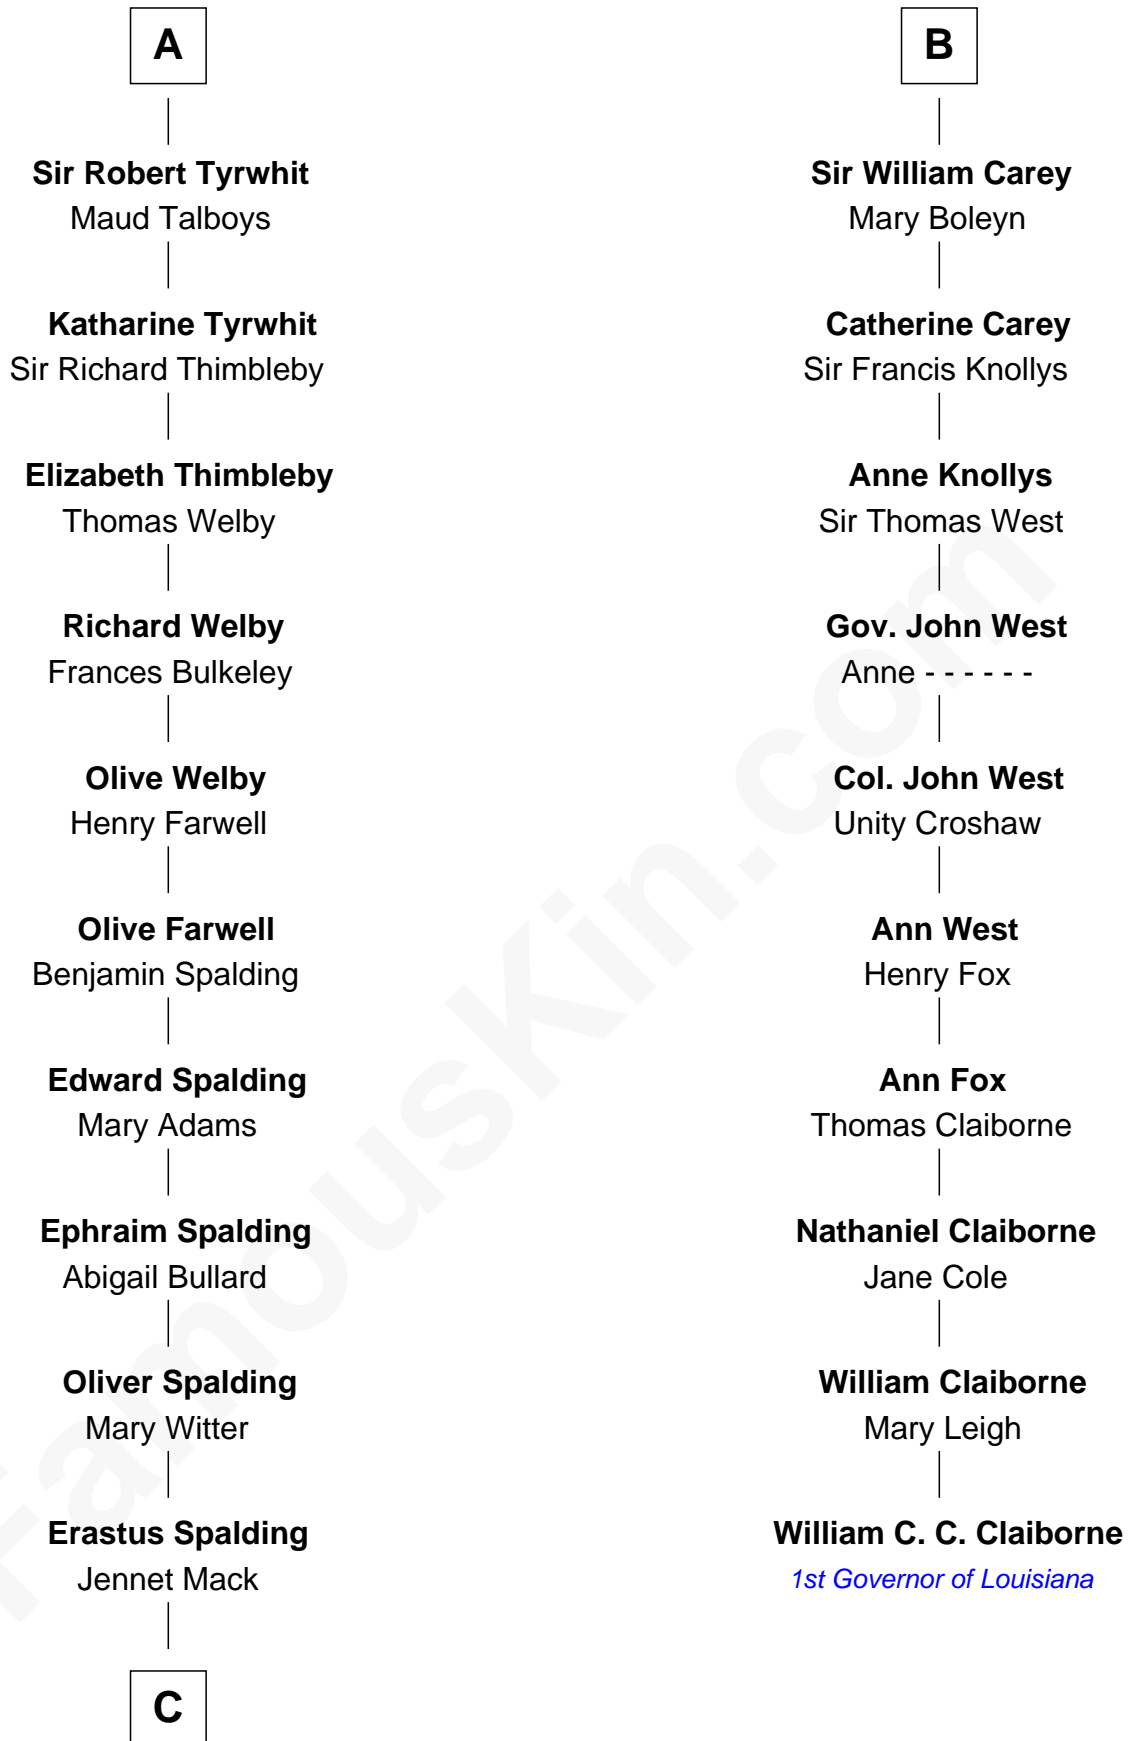 A
Sir Robert Tyrwhit
Maud Talboys
Katharine Tyrwhit
Sir Richard Thimbleby
Elizabeth Thimbleby
Thomas Welby
Richard Welby
Frances Bulkeley
Olive Welby
Henry Farwell
Olive Farwell
Benjamin Spalding
Edward Spalding
Mary Adams
Ephraim Spalding
Abigail Bullard
Oliver Spalding
Mary Witter
Erastus Spalding
Jennet Mack
C
B
Sir William Carey
Mary Boleyn
Catherine Carey
Sir Francis Knollys
Anne Knollys
Sir Thomas West
Gov. John West
Anne - - - - - -
Col. John West
Unity Croshaw
Ann West
Henry Fox
Ann Fox
Thomas Claiborne
Nathaniel Claiborne
Jane Cole
William Claiborne
Mary Leigh
William C. C. Claiborne
1st Governor of Louisiana
FamousKin.com